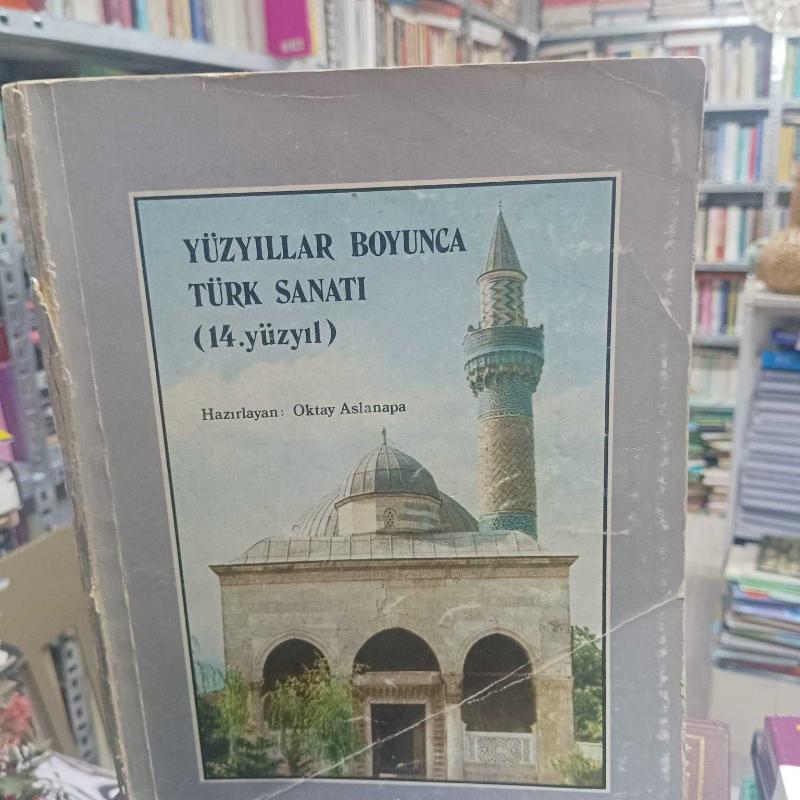 YÜZYILLAR BOYUNCA
TÜRK SANATI
(14.yüzyıl)
Hazırlayan: Oktay Aslanapa